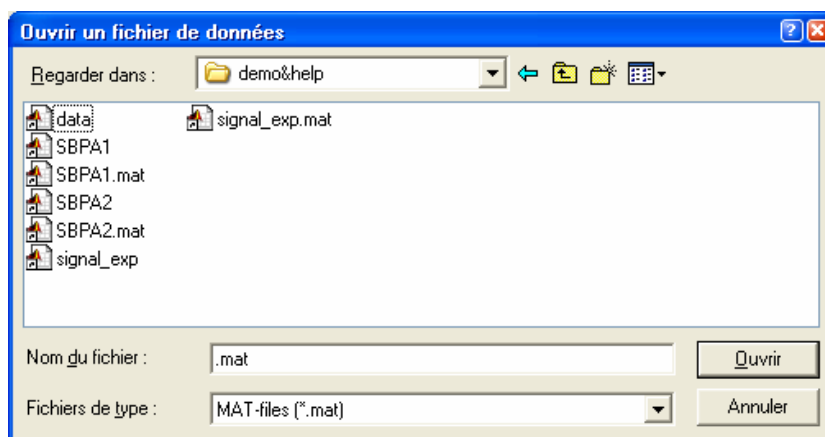 Ouvrir un fichier de données
Regarder dans :
demo&help
data
signal_exp.mat
SBPA1
SBPA1.mat
SBPA2
SBPA2.mat
signal_exp
Nom du fichier :
.mat
Ouvrir
Fichiers de type :
MAT-files (*.mat)
Annuler